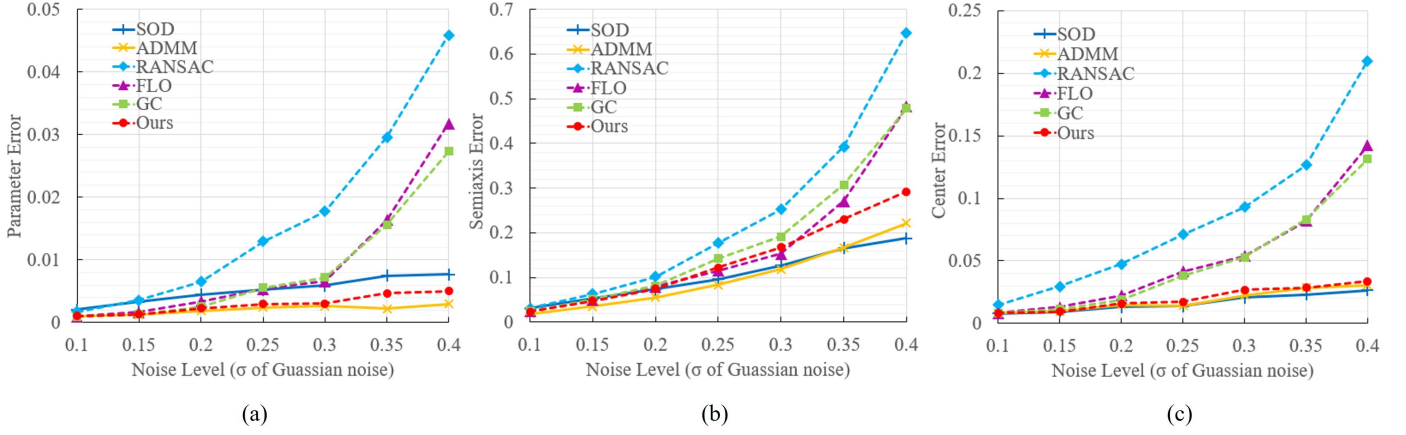 0.05
0.04
0.03
0.02
0.01
0
Parameter Error
SOD
ADMM
RANSAC
FLO
GC
Ours
0.1 0.15 0.2 0.25 0.3 0.35 0.4
Noise Level (σ of Guassian noise)
(a)
0.7
0.6
0.5
0.4
0.3
0.2
0.1
0
Semiaxis Error
SOD
ADMM
RANSAC
FLO
GC
Ours
0.1 0.15 0.2 0.25 0.3 0.35 0.4
Noise Level (σ of Guassian noise)
(b)
0.25
0.2
0.15
0.1
0.05
0
Center Error
SOD
ADMM
RANSAC
FLO
GC
Ours
0.1 0.15 0.2 0.25 0.3 0.35 0.4
Noise Level (σ of Guassian noise)
(c)